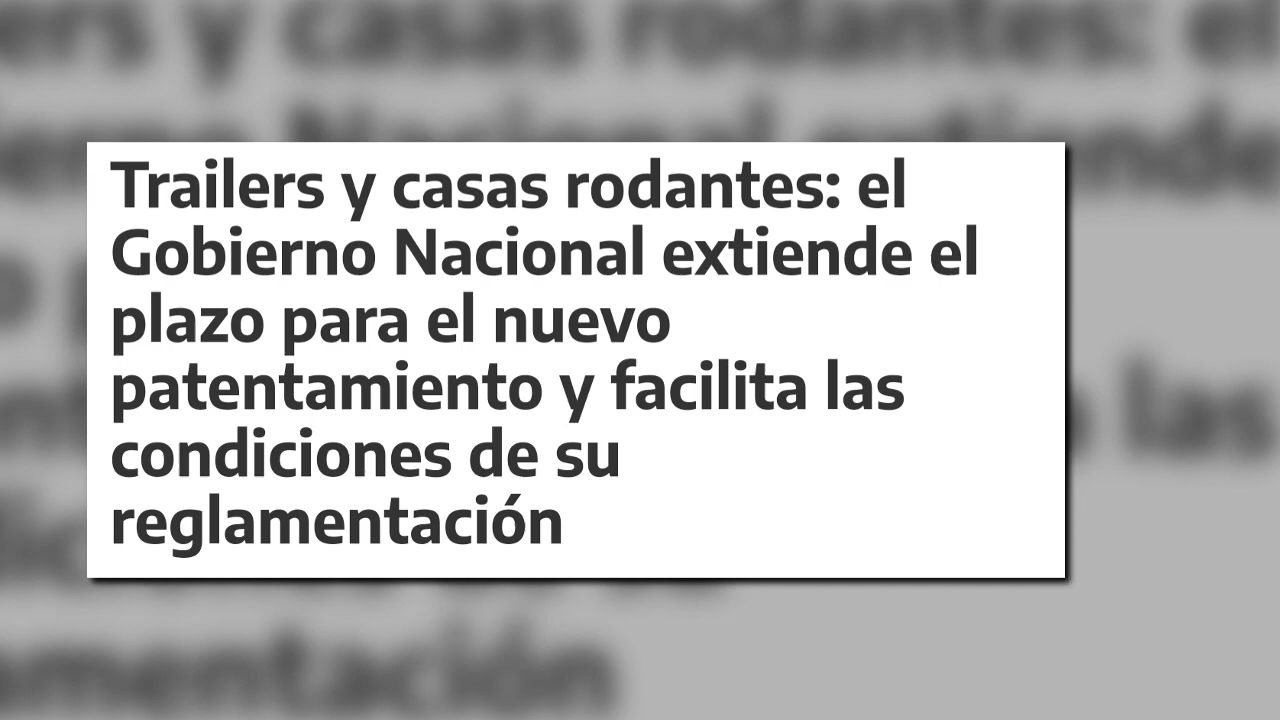 Trailers y casas rodantes: el
Gobierno Nacional extiende el
plazo para el nuevo
patentamiento y facilita las
condiciones de su
reglamentación